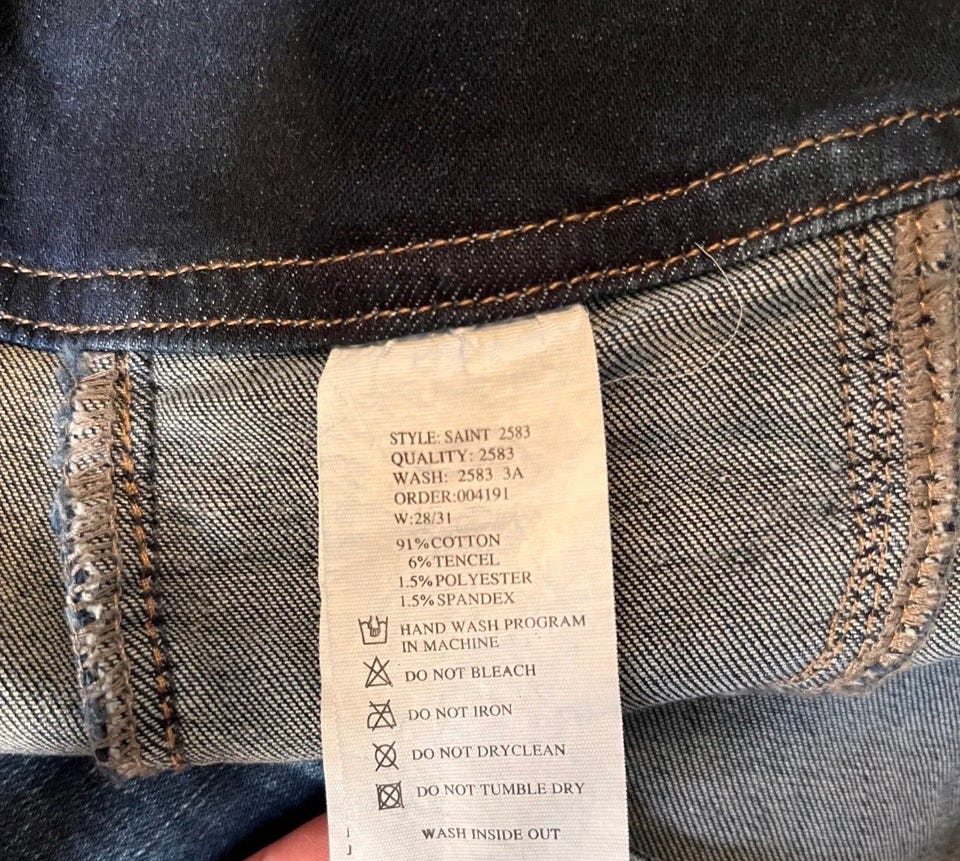 STYLE: SAINT 2583
QUALITY: 2583
WASH: 2583 3A
ORDER:004191
W:28/31
91%COTTON
6%TENCEL
1.5%POLYESTER
1.5%SPANDEX
HAND WASH PROGRAM
IN MACHINE
DO NOT BLEACH
DO NOT IRON
DO NOT DRYCLEAN
DO NOT TUMBLE DRY
WASH INSIDE OUT